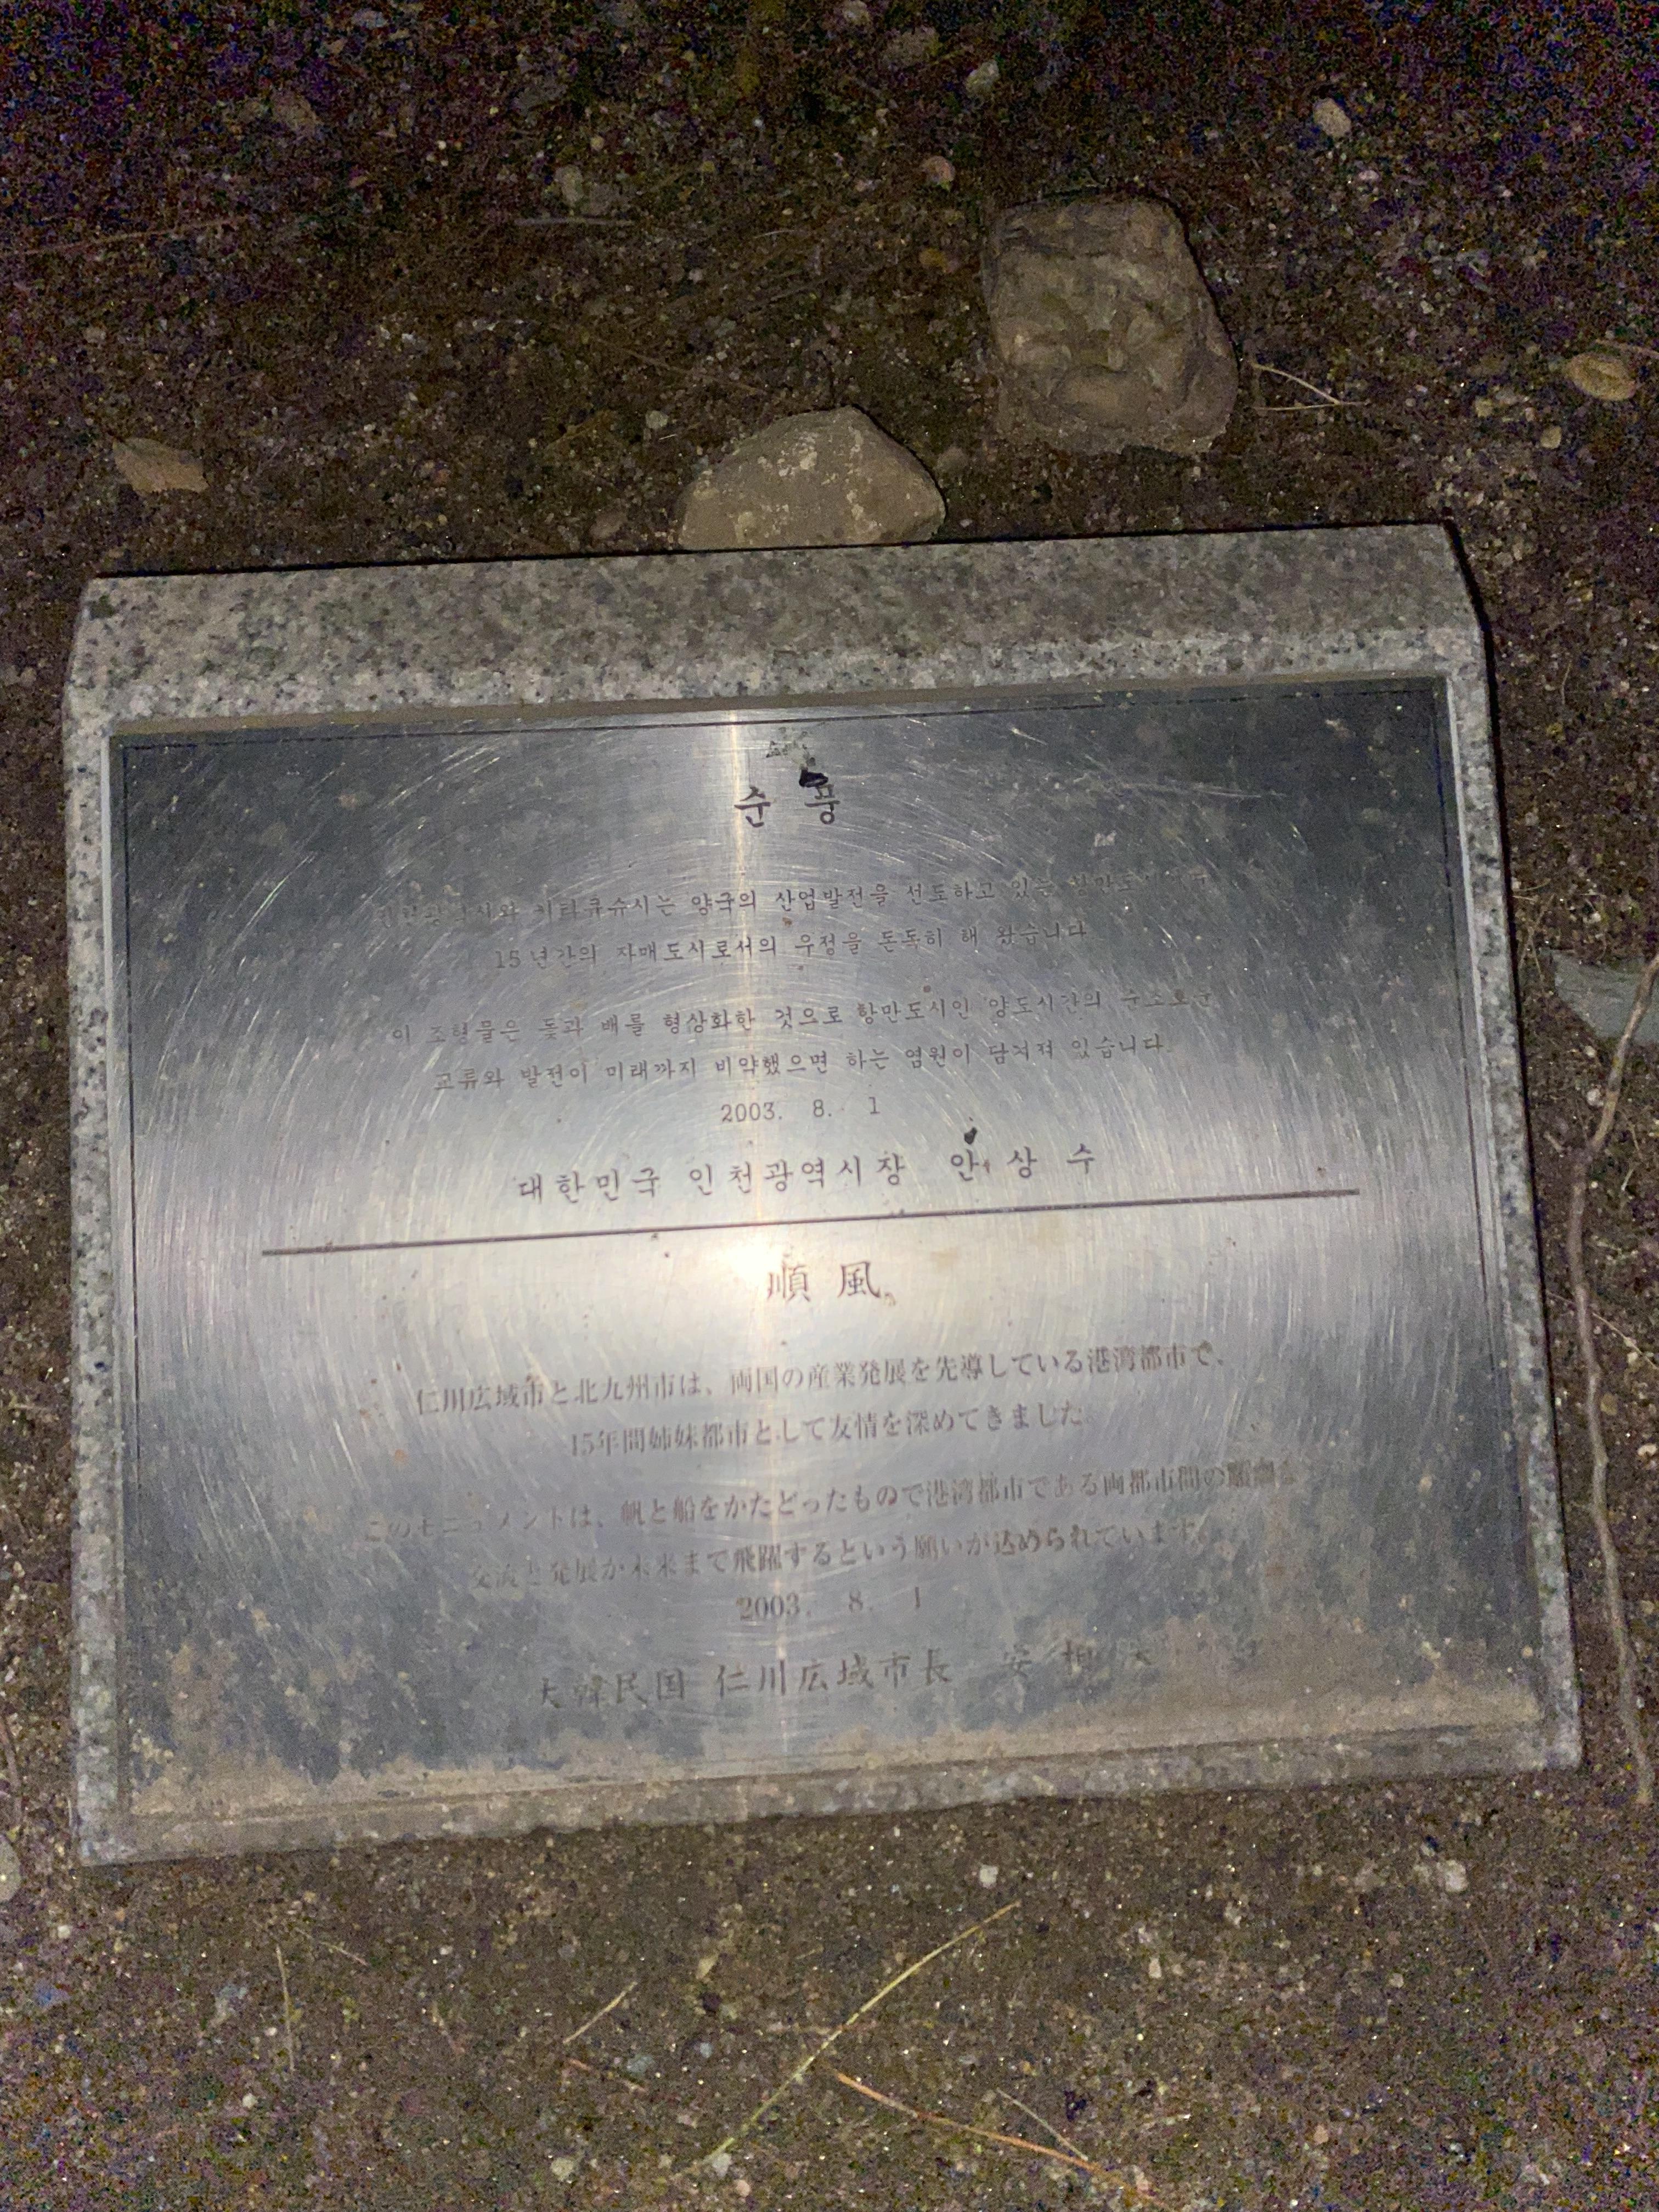 순 풍
인천광역시와 키타큐슈시는 양국의 산업발전을 선도하고 있는 항만도시
15년간의 자매도시로서의 우정을 돈독히 해 왔습니다
이 조형물은 돛과 배를 형상화한 것으로 항만도시인 양도시간의
교류와 발전이 미래까지 비약했으면 하는 염원이 담겨져 있습니다.
2003. 8. 1
대한민국 인천광역시장 안 상 수
順 風
仁川広域市と北九州市は、両国の産業発展を先導している港湾都市で、
15年間姉妹都市として友情を深めてきました。
このモニュメントは、帆と船をかたどったもので港湾都市である両都市間の
交流と発展が未来まで飛躍するという願いが込められています。
2003. 8. 1
大韓民国 仁川広域市長 安 相